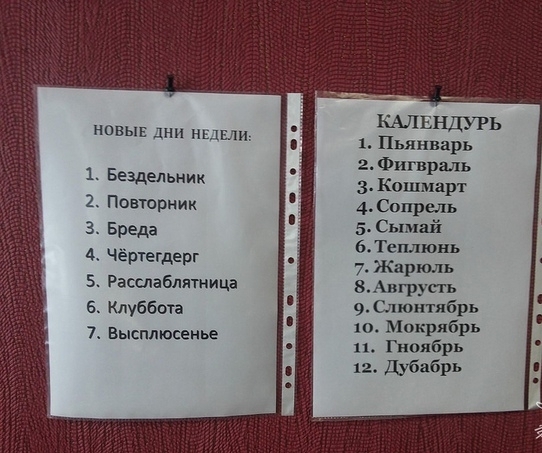 НОВЫЕ ДНИ НЕДЕЛИ:
1. Бездельник
2. Повторник
3. Бреда
4. Чёртегдерг
5. Расслаблятница
6. Клуббота
7. Высплюсенье
КАЛЕНДУРЬ
1. Пьянварь
2. Фигвраль
3. Кошмарт
4. Сопрель
5. Сымай
6. Теплюнь
7. Жарюль
8. Авгрусть
9. Слюнтябрь
10. Мокрябрь
11. Гноябрь
12. Дубабрь